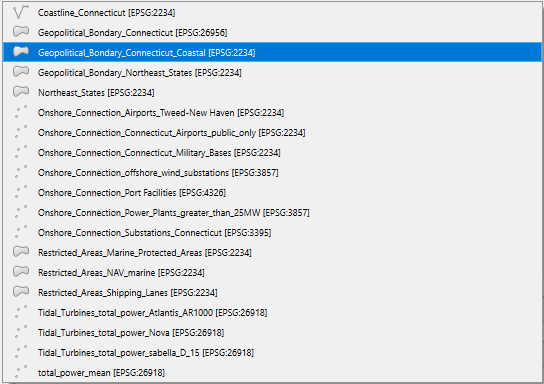 Coastline_Connecticut [EPSG:2234]
Geopolitical_Bondary_Connecticut [EPSG:26956]
Geopolitical_Bondary_Connecticut_Coastal [EPSG:2234]
Geopolitical_Bondary_Northeast_States [EPSG:2234]
Northeast_States [EPSG:2234]
Onshore_Connection_Airports_Tweed-New Haven [EPSG:2234]
Onshore_Connection_Connecticut_Airports_public_only [EPSG:2234]
Onshore_Connection_Connecticut_Military_Bases [EPSG:2234]
Onshore_Connection_offshore_wind_substations [EPSG:3857]
Onshore_Connection_Port Facilities [EPSG:4326]
Onshore_Connection_Power_Plants_greater_than_25MW [EPSG:3857]
Onshore_Connection_Substations_Connecticut [EPSG:3395]
Restricted_Areas_Marine_Protected_Areas [EPSG:2234]
Restricted_Areas_NAV_marine [EPSG:2234]
Restricted_Areas_Shipping_Lanes [EPSG:2234]
Tidal_Turbines_total_power_Atlantis_AR1000 [EPSG:26918]
Tidal_Turbines_total_power_Nova [EPSG:26918]
Tidal_Turbines_total_power_sabella_D_15 [EPSG:26918]
total_power_mean [EPSG:26918]